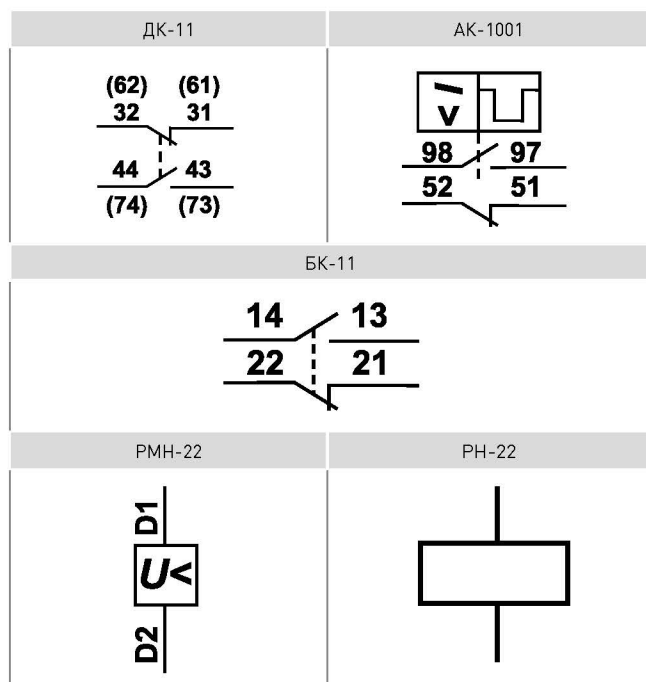 ДК-11
АК-1001
(62) (61)
32 31
44 43
(74) (73)
I
>
98 97
52 51
БК-11
14 13
22 21
РМН-22
РН-22
D1
U<
D2